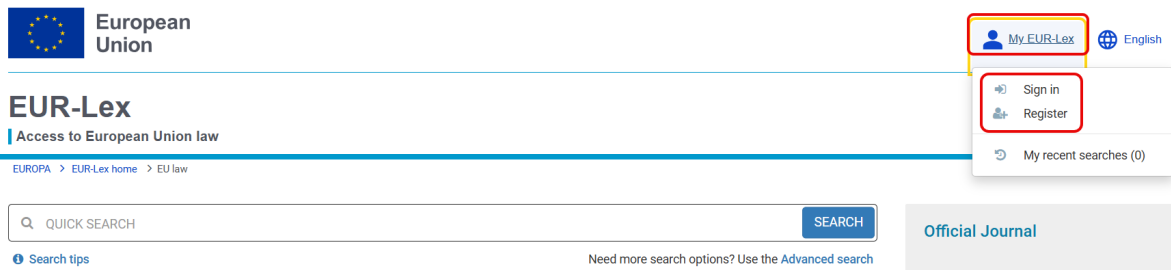 European
Union
My EUR-Lex
English
Sign in
Register
My recent searches (0)
EUR-Lex
Access to European Union law
EUROPA > EUR-Lex home > EU law
QUICK SEARCH
SEARCH
Search tips
Need more search options? Use the Advanced search
Official Journal